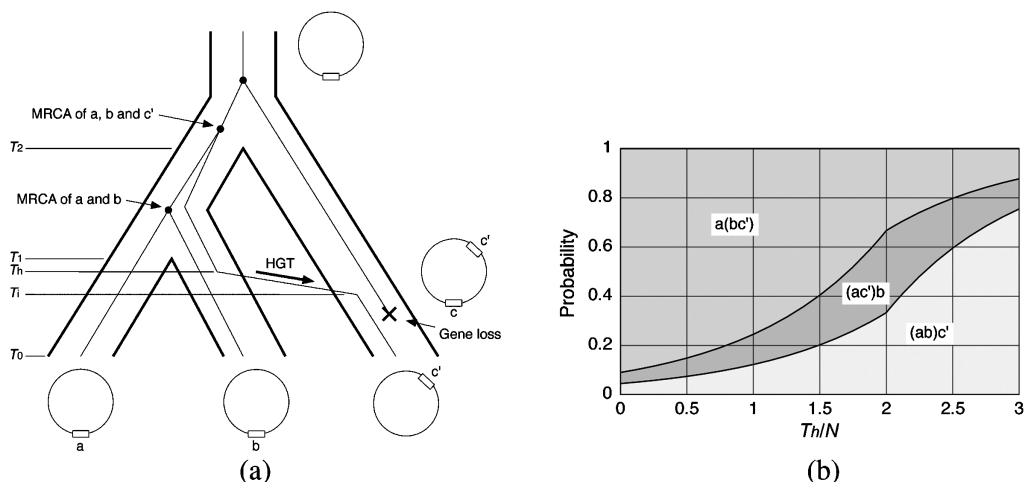 MRCA of a, b and c'
T2
MRCA of a and b
T1
Th
HGT
Ti
Gene loss
T0
c'
c
a
b
c'
(a)
Probability
1
0.8
0.6
0.4
0.2
0
a(bc')
(ac')b
(ab)c'
0 0.5 1 1.5 2 2.5 3
Th/N
(b)